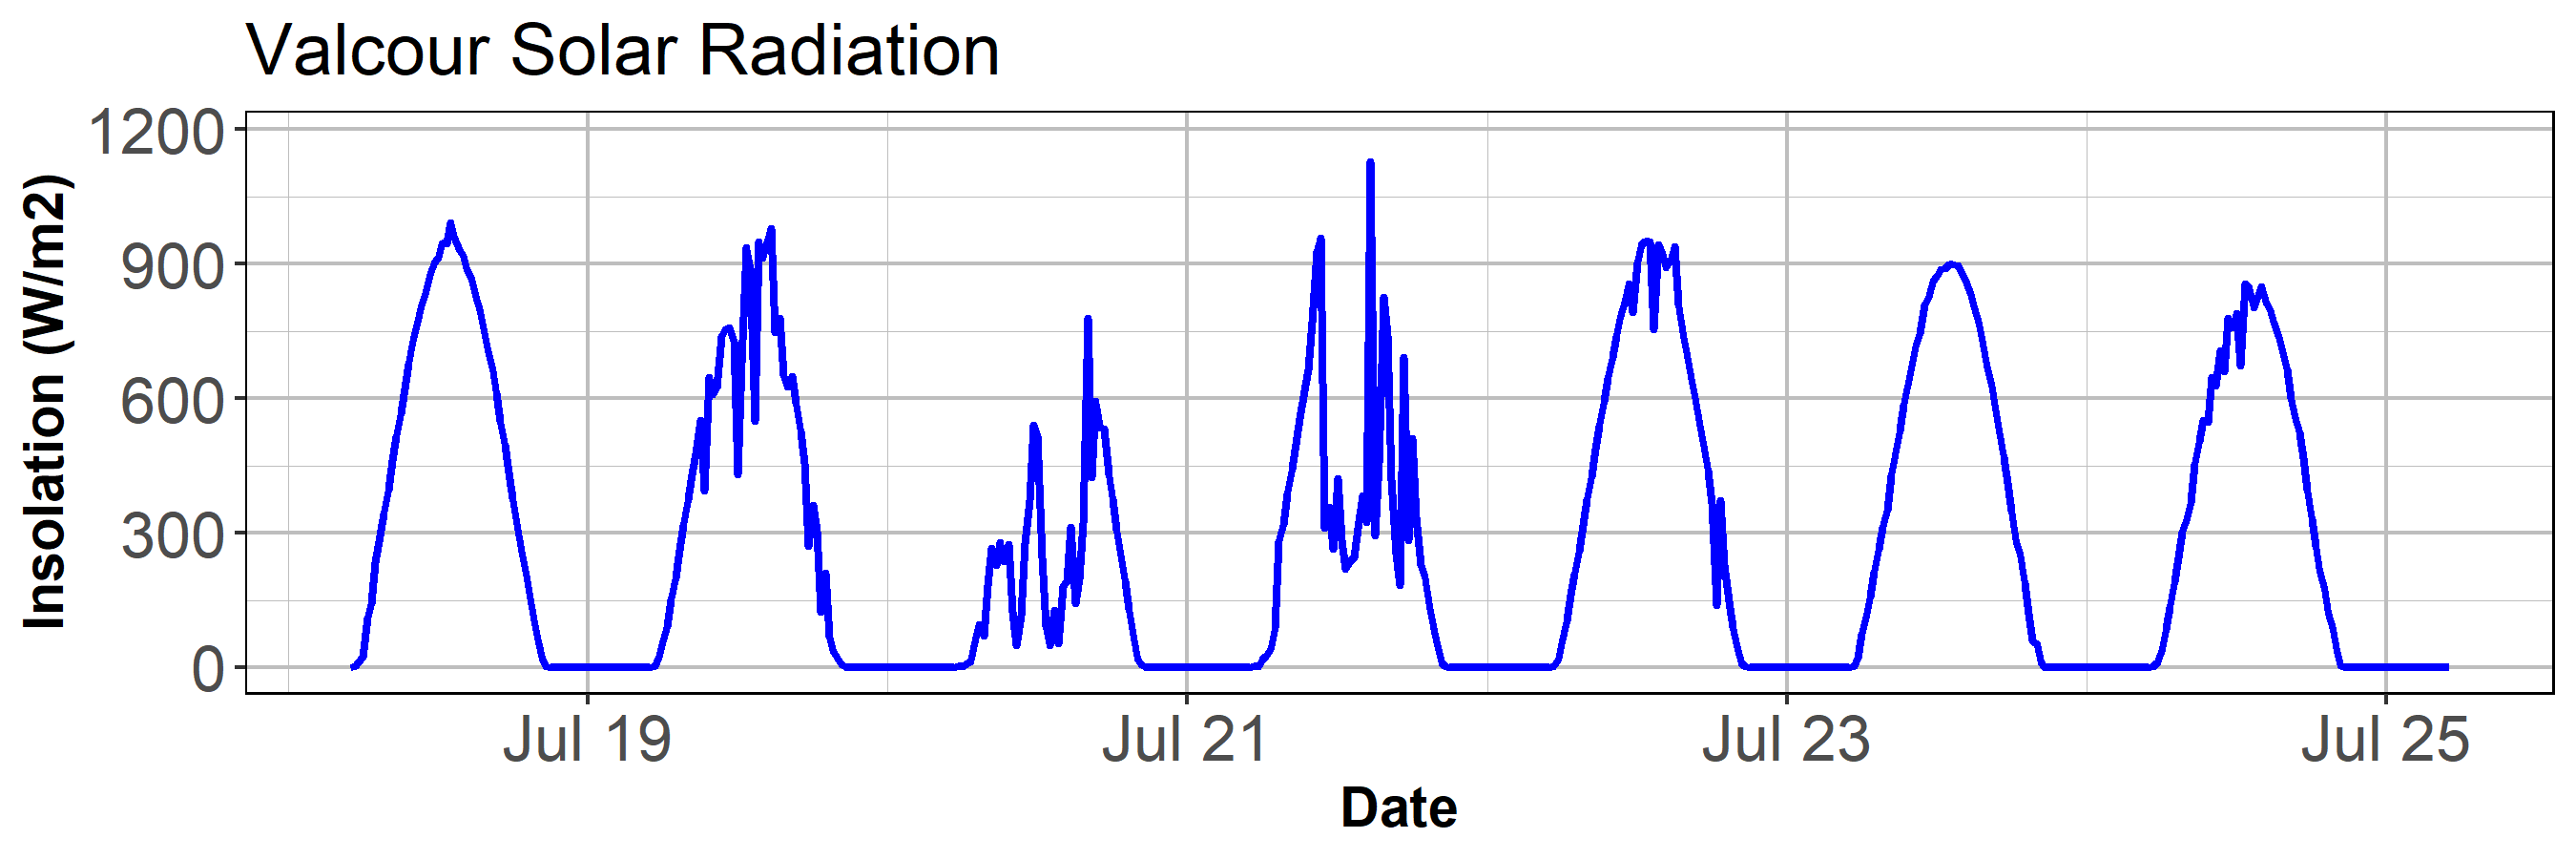 Valcour Solar Radiation
Insolation (W/m2)
1200
900
600
300
0
Jul 19
Jul 21
Jul 23
Jul 25
Date